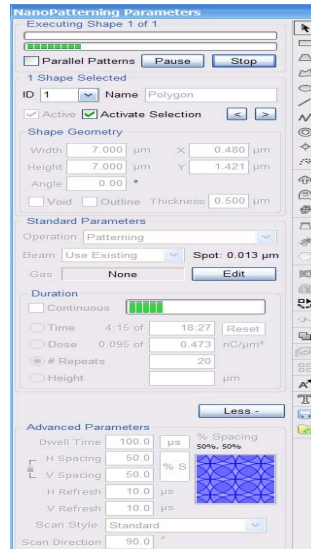 NanoPatterning Parameters
Executing Shape 1 of 1
Parallel Patterns Pause Stop
1 Shape Selected
ID 1 Name Polygon
Active Activate Selection < >
Shape Geometry
Width 7.000 µm X 0.480 µm
Height 7.000 µm Y 1.421 µm
Angle 0.00 °
Void Outline Thickness 0.500 µm
Standard Parameters
Operation Patterning
Beam Use Existing Spot: 0.013 µm
Gas None Edit
Duration
Continuous
Time 4:15 of 18:27 Reset
Dose 0.095 of 0.473 nC/µm²
# Repeats 20
Height µm
Less -
Advanced Parameters
Dwell Time 100.0 µs % Spacing
50%, 50%
H Spacing 50.0
% S
V Spacing 50.0
H Refresh 10.0 µs
V Refresh 10.0 µs
Scan Style Standard
Scan Direction 90.0 °